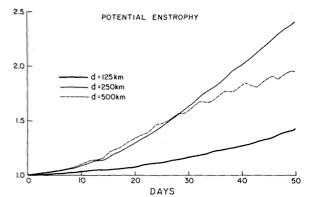 POTENTIAL ENSTROPHY
2.5
2.0
d = 125 km
d = 250 km
d = 500 km
1.5
1.0
0 10 20 30 40 50
DAYS